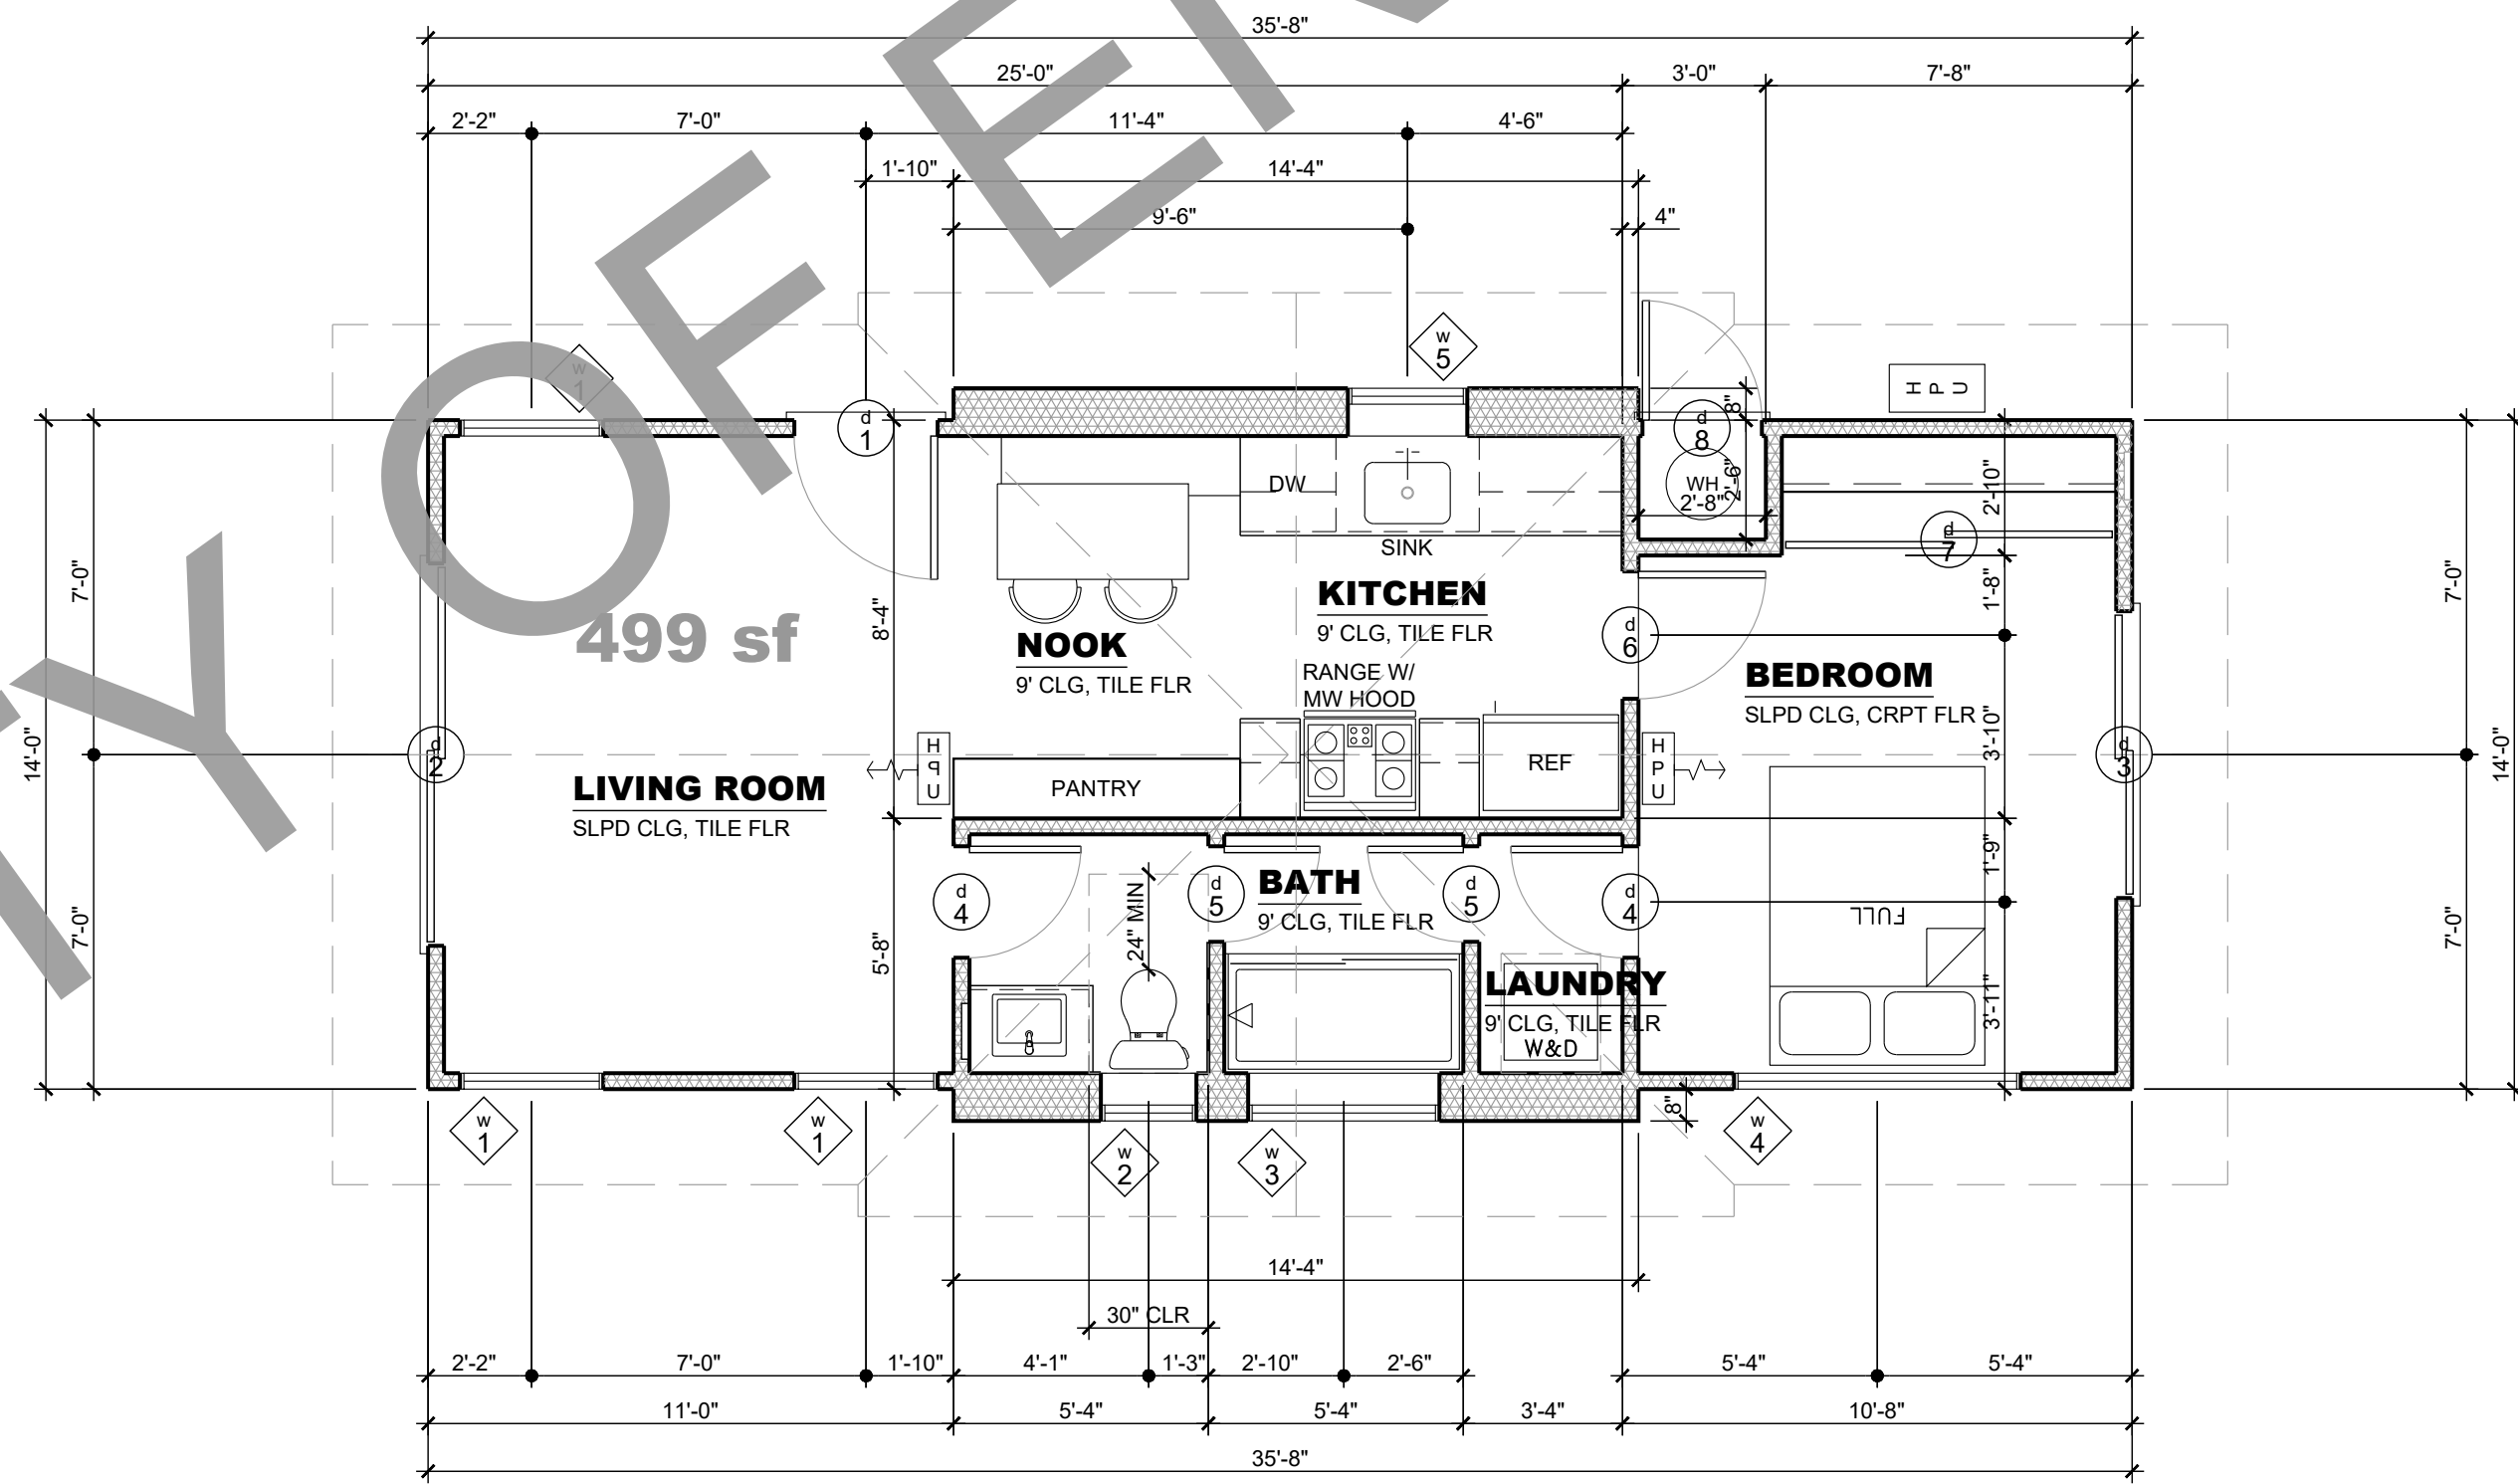 35'-8"
25'-0" 3'-0" 7'-8"
2'-2" 7'-0" 11'-4" 4'-6"
1'-10" 14'-4"
9'-6" 4"
w
1
w
5
d
1
d
8
8"
HPU
WH
2'-8"
2'-6"
2'-10"
DW
SINK
d
7
1'-8"
7'-0"
14'-0"
7'-0"
8'-4"
499 sf
KITCHEN
9' CLG, TILE FLR
NOOK
9' CLG, TILE FLR
RANGE W/
MW HOOD
d
6
BEDROOM
SLPD CLG, CRPT FLR
3'-10"
7'-0"
14'-0"
d
2
LIVING ROOM
SLPD CLG, TILE FLR
H
P
U
PANTRY
REF
H
P
U
d
3
1'-9"
d
4
24" MIN
d
5
BATH
9' CLG, TILE FLR
d
5
d
4
FULL
7'-0"
5'-8"
LAUNDRY
9' CLG, TILE FLR
W&D
3'-11"
7'-0"
8"
w
1
w
1
w
2
w
3
w
4
14'-4"
30" CLR
2'-2" 7'-0" 1'-10" 4'-1" 1'-3" 2'-10" 2'-6" 5'-4" 5'-4"
11'-0" 5'-4" 5'-4" 3'-4" 10'-8"
35'-8"
Y OF E